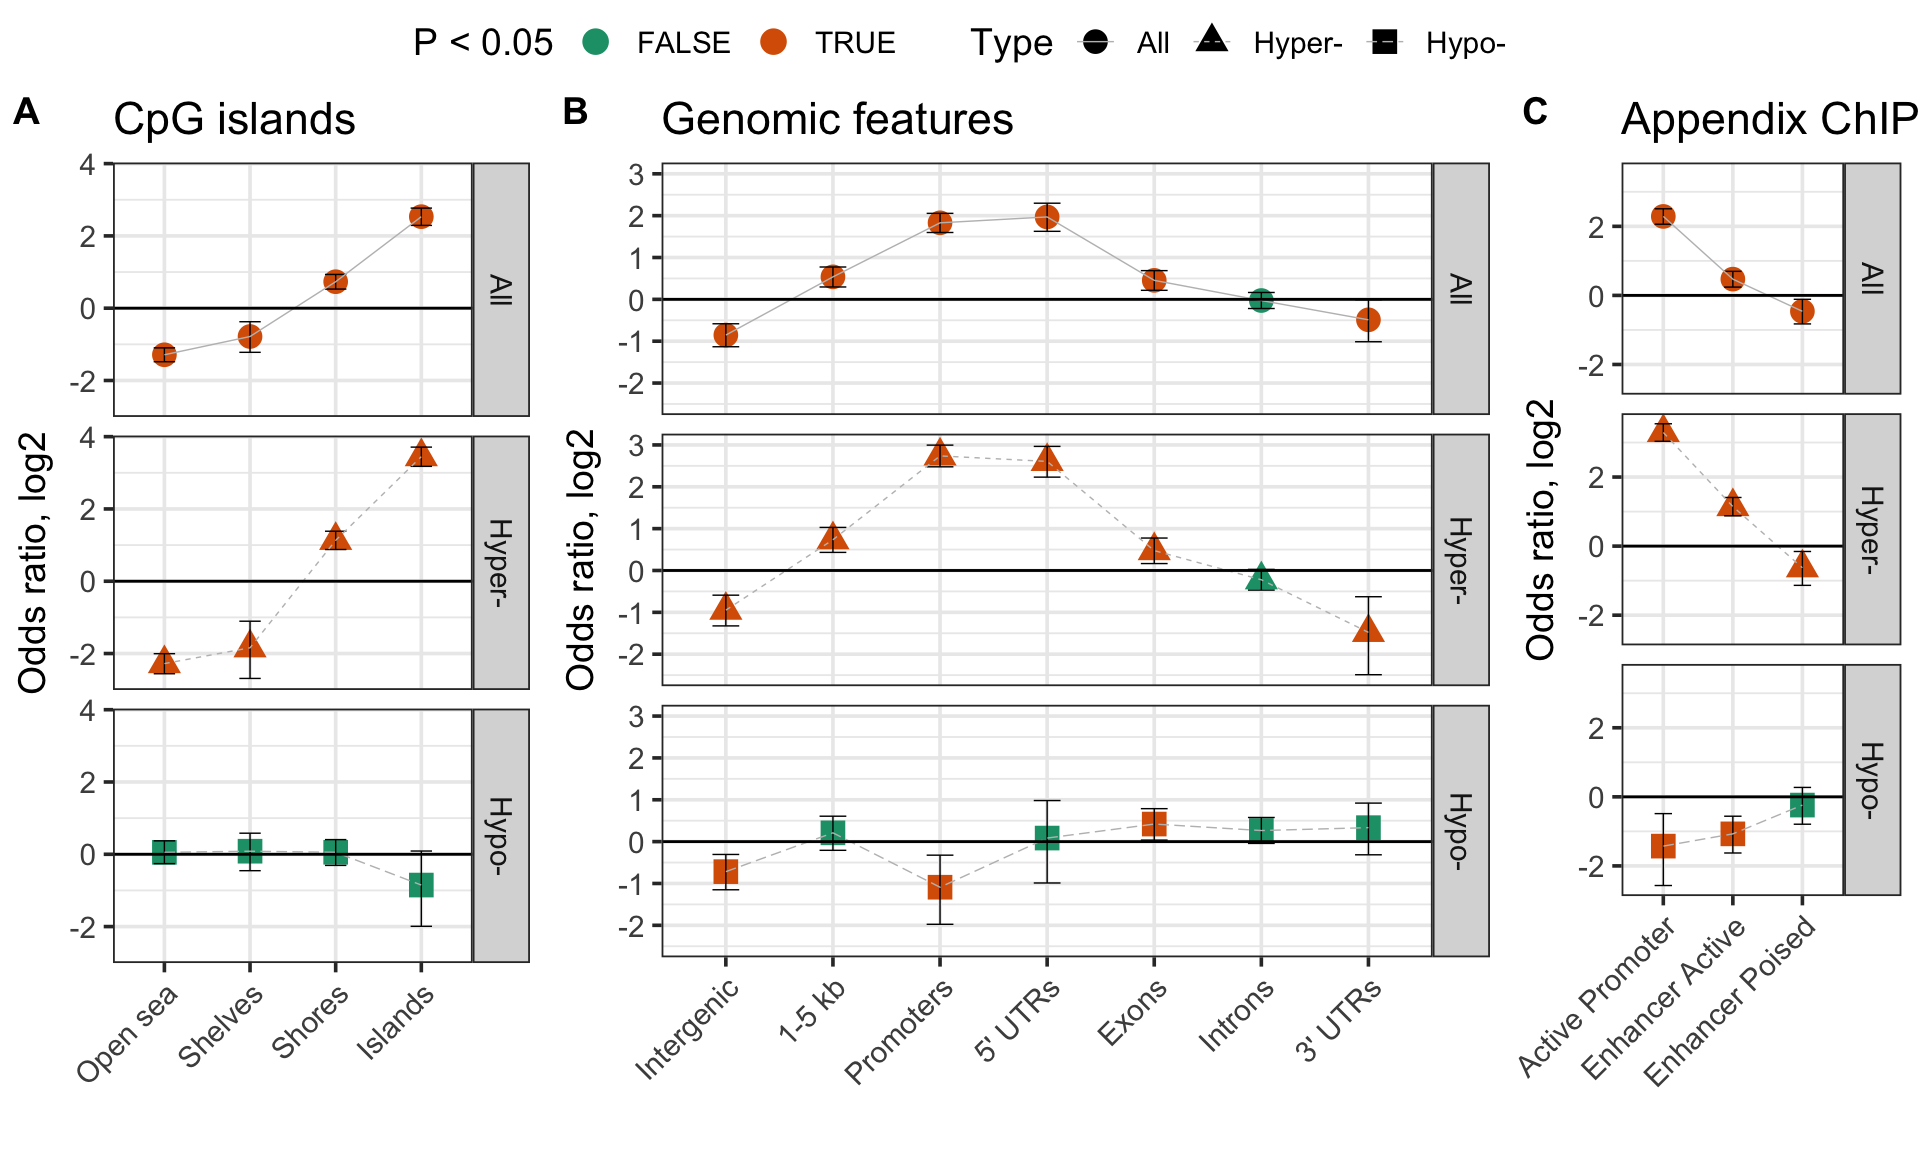 P < 0.05 FALSE TRUE Type All Hyper- Hypo-
A CpG islands
Odds ratio, log2
4
2
0
-2
All
4
2
0
-2
Hyper-
4
2
0
-2
Hypo-
Open sea
Shelves
Shores
Islands
B Genomic features
Odds ratio, log2
3
2
1
0
-1
-2
All
3
2
1
0
-1
-2
Hyper-
3
2
1
0
-1
-2
Hypo-
Intergenic
1-5 kb
Promoters
5' UTRs
Exons
Introns
3' UTRs
C Appendix ChIP
Odds ratio, log2
2
0
-2
All
2
0
-2
Hyper-
2
0
-2
Hypo-
Active Promoter
Enhancer Active
Enhancer Poised